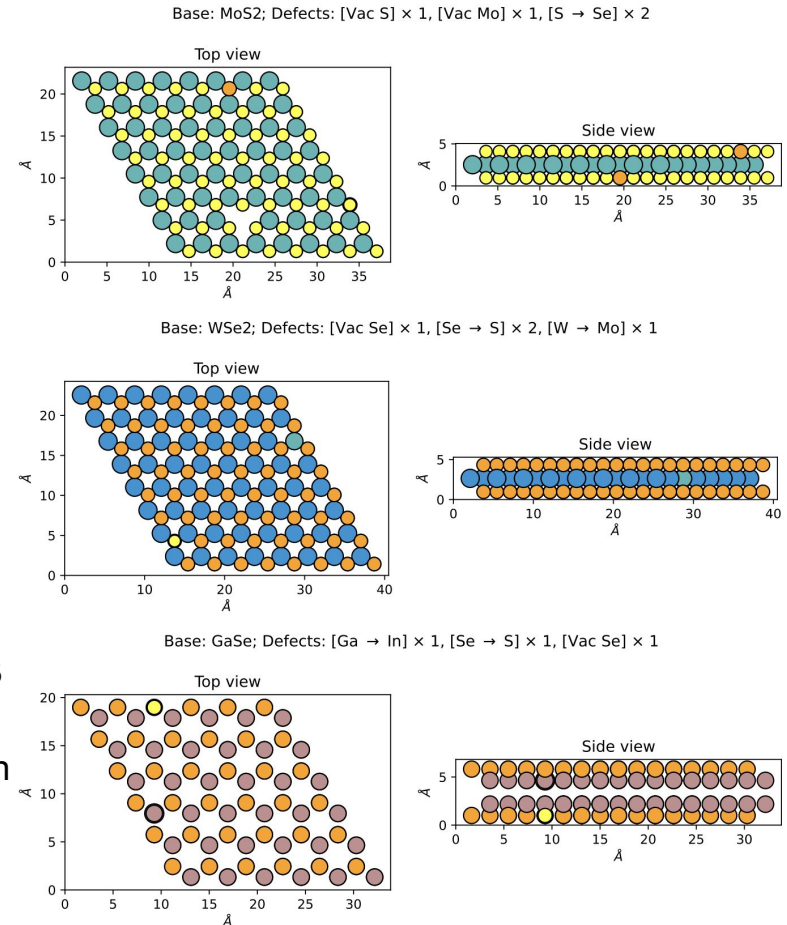 Base: MoS2; Defects: [Vac S] × 1, [Vac Mo] × 1, [S → Se] × 2
Top view
Å
20
15
10
5
0
0 5 10 15 20 25 30 35
Å
Side view
Å
5
0
0 5 10 15 20 25 30 35
Å
Base: WSe2; Defects: [Vac Se] × 1, [Se → S] × 2, [W → Mo] × 1
Top view
Å
20
15
10
5
0
0 10 20 30 40
Å
Side view
Å
5
0
0 10 20 30 40
Å
Base: GaSe; Defects: [Ga → In] × 1, [Se → S] × 1, [Vac Se] × 1
Top view
Å
20
15
10
5
0
0 5 10 15 20 25 30
Å
Side view
Å
5
0
0 5 10 15 20 25 30
Å